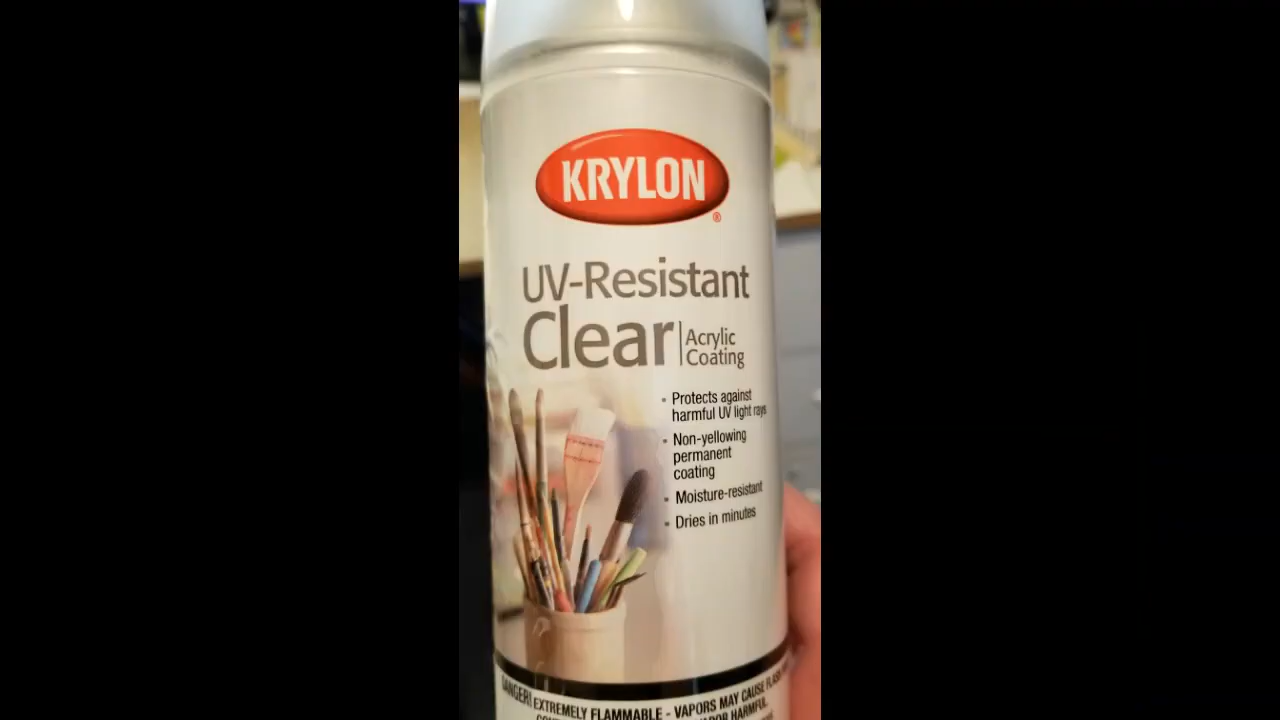 KRYLON
®
UV-Resistant
Clear
Acrylic
Coating
• Protects against
harmful UV light rays
• Non-yellowing
permanent
coating
• Moisture-resistant
• Dries in minutes
DANGER! EXTREMELY FLAMMABLE - VAPORS MAY CAUSE
HARMFUL.